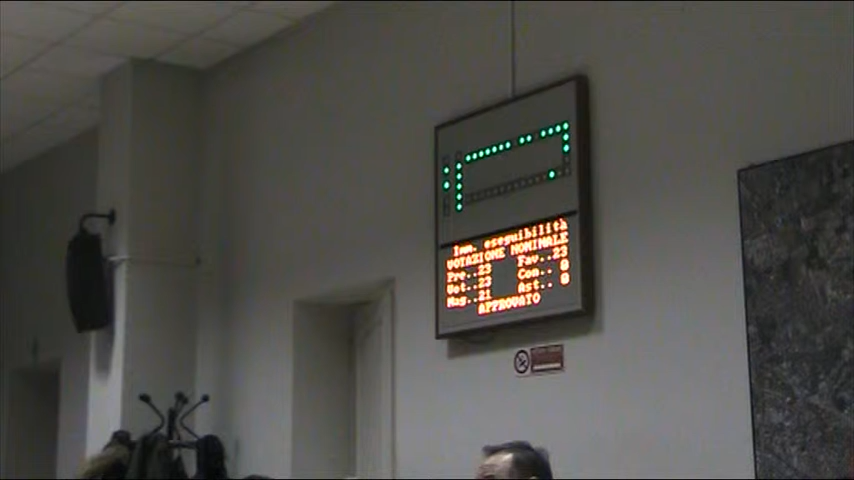 Imm. eseguibilità
VOTAZIONE NOMINALE
Pre..23 Fav..23
Vot..23 Con.. 0
Mag..21 Ast.. 0
APPROVATO